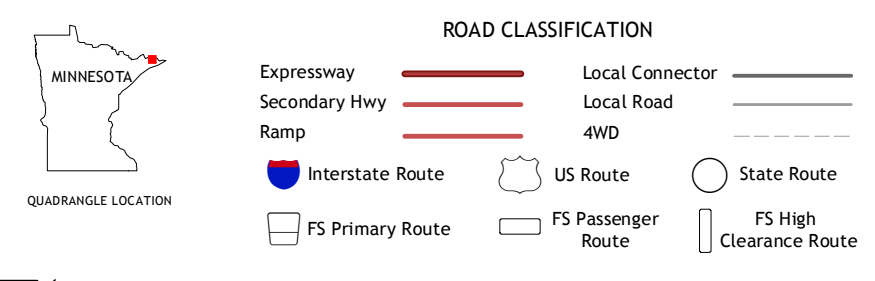 MINNESOTA
QUADRANGLE LOCATION
ROAD CLASSIFICATION
Expressway
Local Connector
Secondary Hwy
Local Road
Ramp
4WD
Interstate Route
US Route
State Route
FS Primary Route
FS Passenger
Route
FS High
Clearance Route